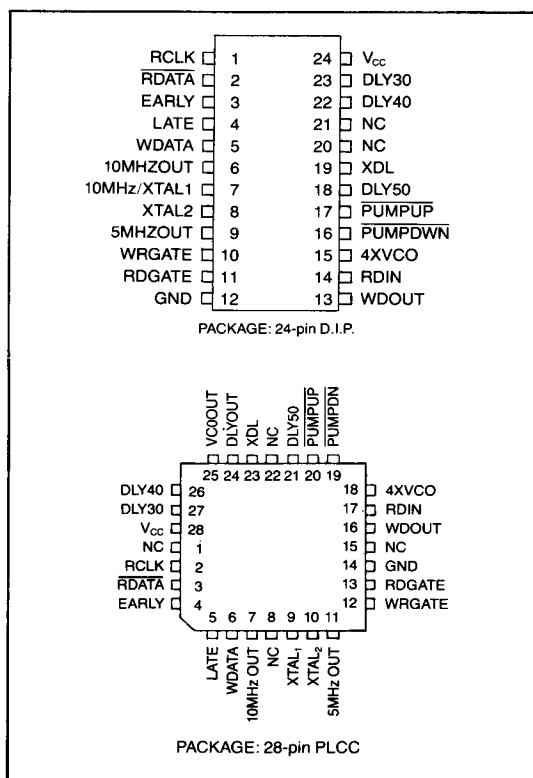 RCLK 1 24 VCC
RDATA 2 23 DLY30
EARLY 3 22 DLY40
LATE 4 21 NC
WDATA 5 20 NC
10MHZOUT 6 19 XDL
10MHz/XTAL1 7 18 DLY50
XTAL2 8 17 PUMPUP
5MHZOUT 9 16 PUMPDWN
WRGATE 10 15 4XVCO
RDGATE 11 14 RDIN
GND 12 13 WDOUT
PACKAGE: 24-pin D.I.P.
VC0OUT DLYOUT XDL NC DLY50 PUMPUP PUMPDN
25 24 23 22 21 20 19
DLY40 26 18 4XVCO
DLY30 27 17 RDIN
VCC 28 16 WDOUT
NC 1 15 NC
RCLK 2 14 GND
RDATA 3 13 RDGATE
EARLY 4 12 WRGATE
5 6 7 8 9 10 11
LATE WDATA 10MHz OUT NC XTAL1 XTAL2 5MHz OUT
PACKAGE: 28-pin PLCC